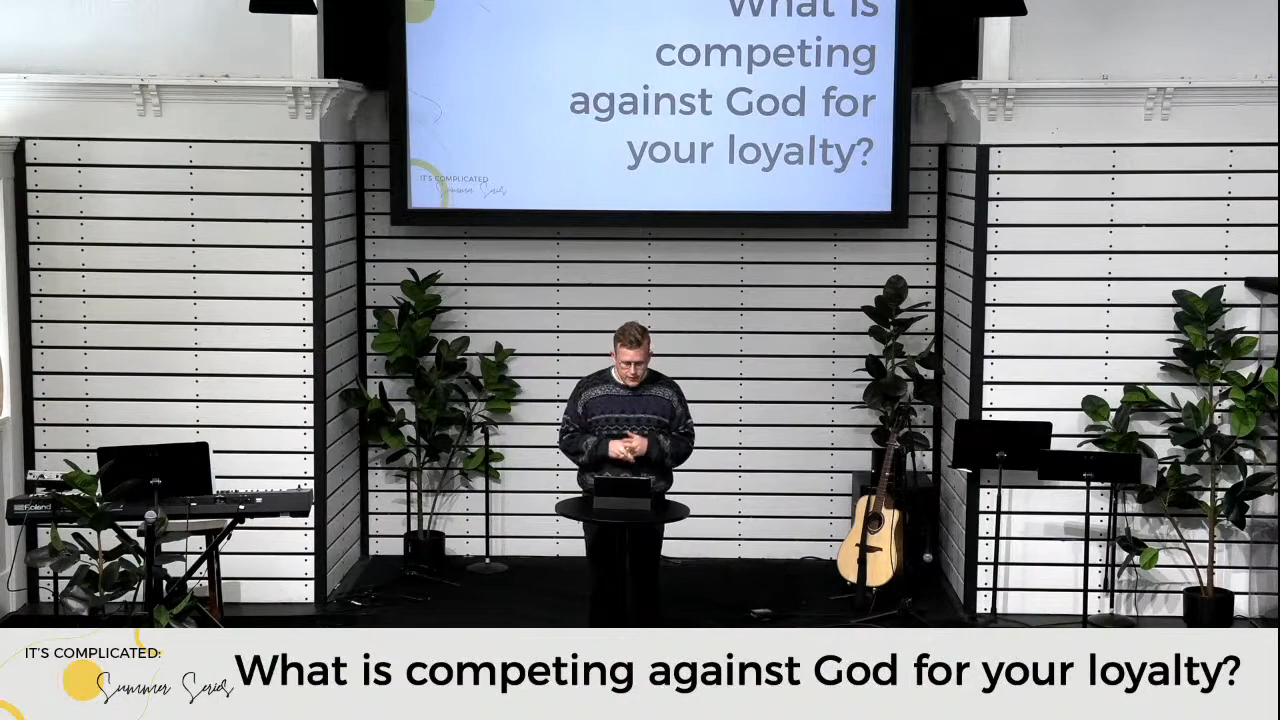 What is
competing
against God for
your loyalty?
IT'S COMPLICATED
Summer Series
Roland
IT'S COMPLICATED:
Summer Series
What is competing against God for your loyalty?